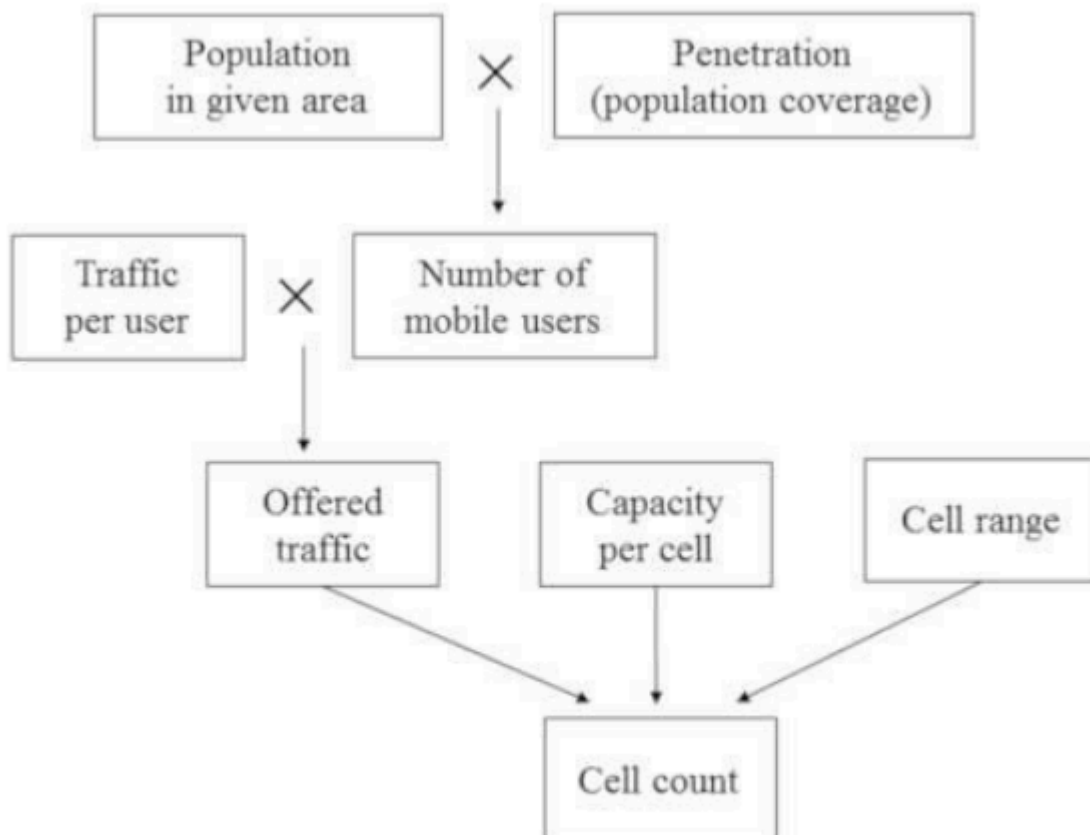 Population
in given area
×
Penetration
(population coverage)
Traffic
per user
×
Number of
mobile users
Offered
traffic
Capacity
per cell
Cell range
Cell count